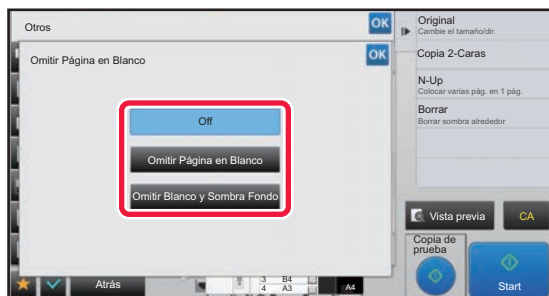 Otros
OK
Omitir Página en Blanco
OK
Off
Omitir Página en Blanco
Omitir Blanco y Sombra Fondo
Atrás
3 B4
4 A3
A4
Original
Cambie el tamaño/dir.
Copia 2-Caras
N-Up
Colocar varias pág. en 1 pág.
Borrar
Borrar sombra alrededor
Vista previa
CA
Copia de
prueba
Start